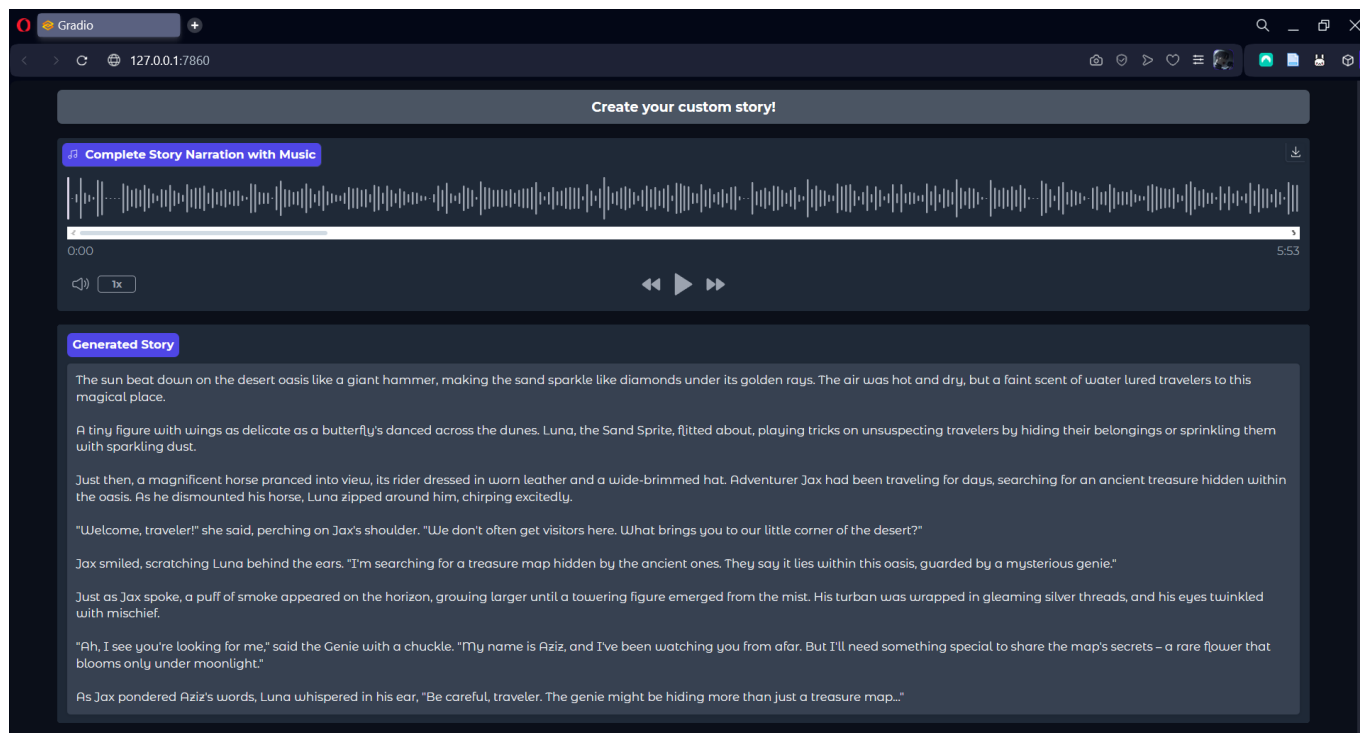 Gradio
127.0.0.1:7860
Create your custom story!
Complete Story Narration with Music
0:00
5:53
1x
Generated Story
The sun beat down on the desert oasis like a giant hammer, making the sand sparkle like diamonds under its golden rays. The air was hot and dry, but a faint scent of water lured travelers to this
magical place.
A tiny figure with wings as delicate as a butterfly's danced across the dunes. Luna, the Sand Sprite, flitted about, playing tricks on unsuspecting travelers by hiding their belongings or sprinkling them
with sparkling dust.
Just then, a magnificent horse pranced into view, its rider dressed in worn leather and a wide-brimmed hat. Adventurer Jax had been traveling for days, searching for an ancient treasure hidden within
the oasis. As he dismounted his horse, Luna zipped around him, chirping excitedly.
"Welcome, traveler!" she said, perching on Jax's shoulder. "We don't often get visitors here. What brings you to our little corner of the desert?"
Jax smiled, scratching Luna behind the ears. "I'm searching for a treasure map hidden by the ancient ones. They say it lies within this oasis, guarded by a mysterious genie."
Just as Jax spoke, a puff of smoke appeared on the horizon, growing larger until a towering figure emerged from the mist. His turban was wrapped in gleaming silver threads, and his eyes twinkled
with mischief.
"Ah, I see you're looking for me," said the Genie with a chuckle. "My name is Aziz, and I've been watching you from afar. But I'll need something special to share the map's secrets – a rare flower that
blooms only under moonlight."
As Jax pondered Aziz's words, Luna whispered in his ear, "Be careful, traveler. The genie might be hiding more than just a treasure map..."